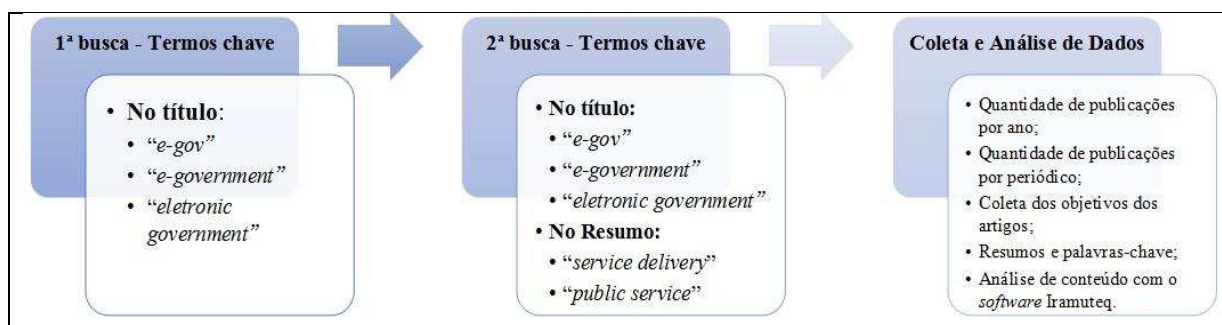 1ª busca - Termos chave
• No título:
• “e-gov”
• “e-government”
• “eletronic
government”
2ª busca - Termos chave
• No título:
• “e-gov”
• “e-government”
• “eletronic government”
• No Resumo:
• “service delivery”
• “public service”
Coleta e Análise de Dados
• Quantidade de publicações
por ano;
• Quantidade de publicações
por periódico;
• Coleta dos objetivos dos
artigos;
• Resumos e palavras-chave;
• Análise de conteúdo com o
software Iramuteq.